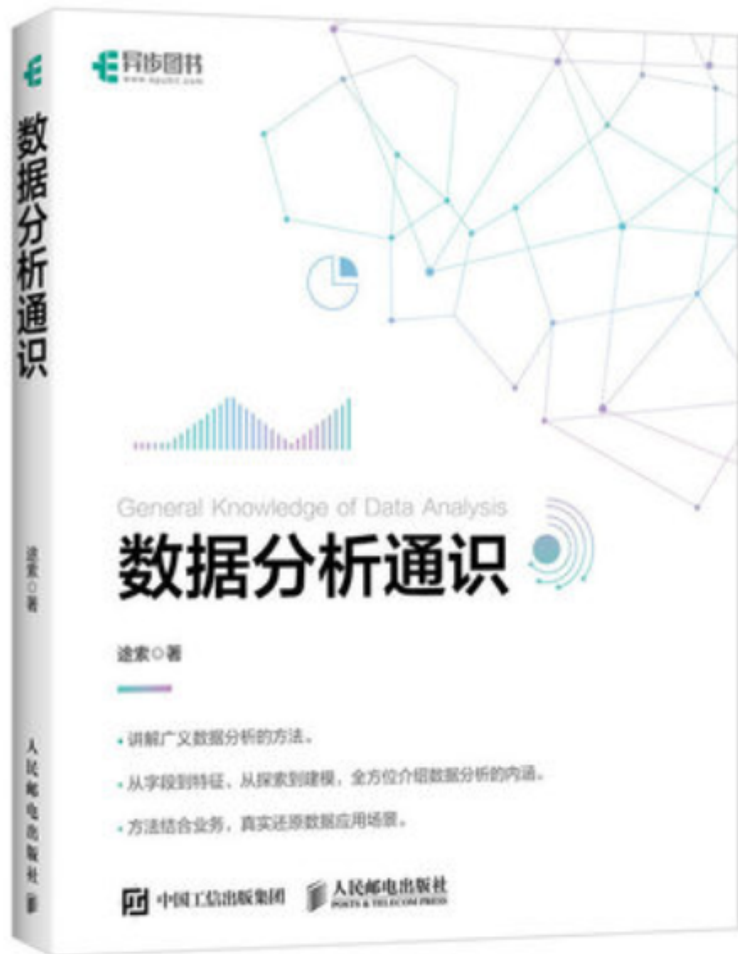 异步图书
www.epubit.com
数据分析通识
途索◎著
人民邮电出版社
General Knowledge of Data Analysis
数据分析通识
途索◎著
讲解广义数据分析的方法。
从字段到特征、从探索到建模，全方位介绍数据分析的内涵。
方法结合业务，真实还原数据应用场景。
中国工信出版集团
人民邮电出版社
POSTS & TELECOM PRESS